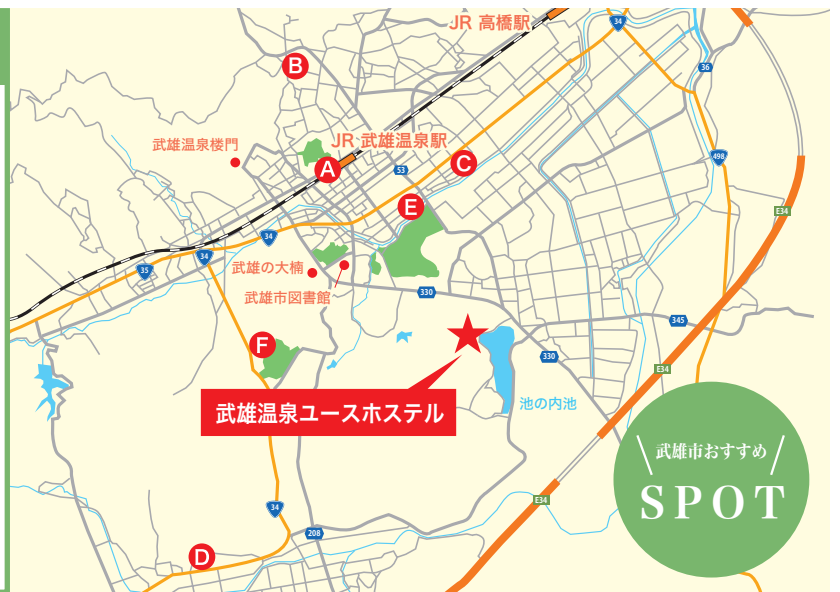 JR 高橋駅
34
36
B
JR 武雄温泉駅
武雄温泉楼門
A
53
C
498
E
E34
34
34
35
武雄の大楠
武雄市図書館
330
345
F
330
E34
武雄温泉ユースホステル
池の内池
武雄市おすすめ
SPOT
E34
34
208
D